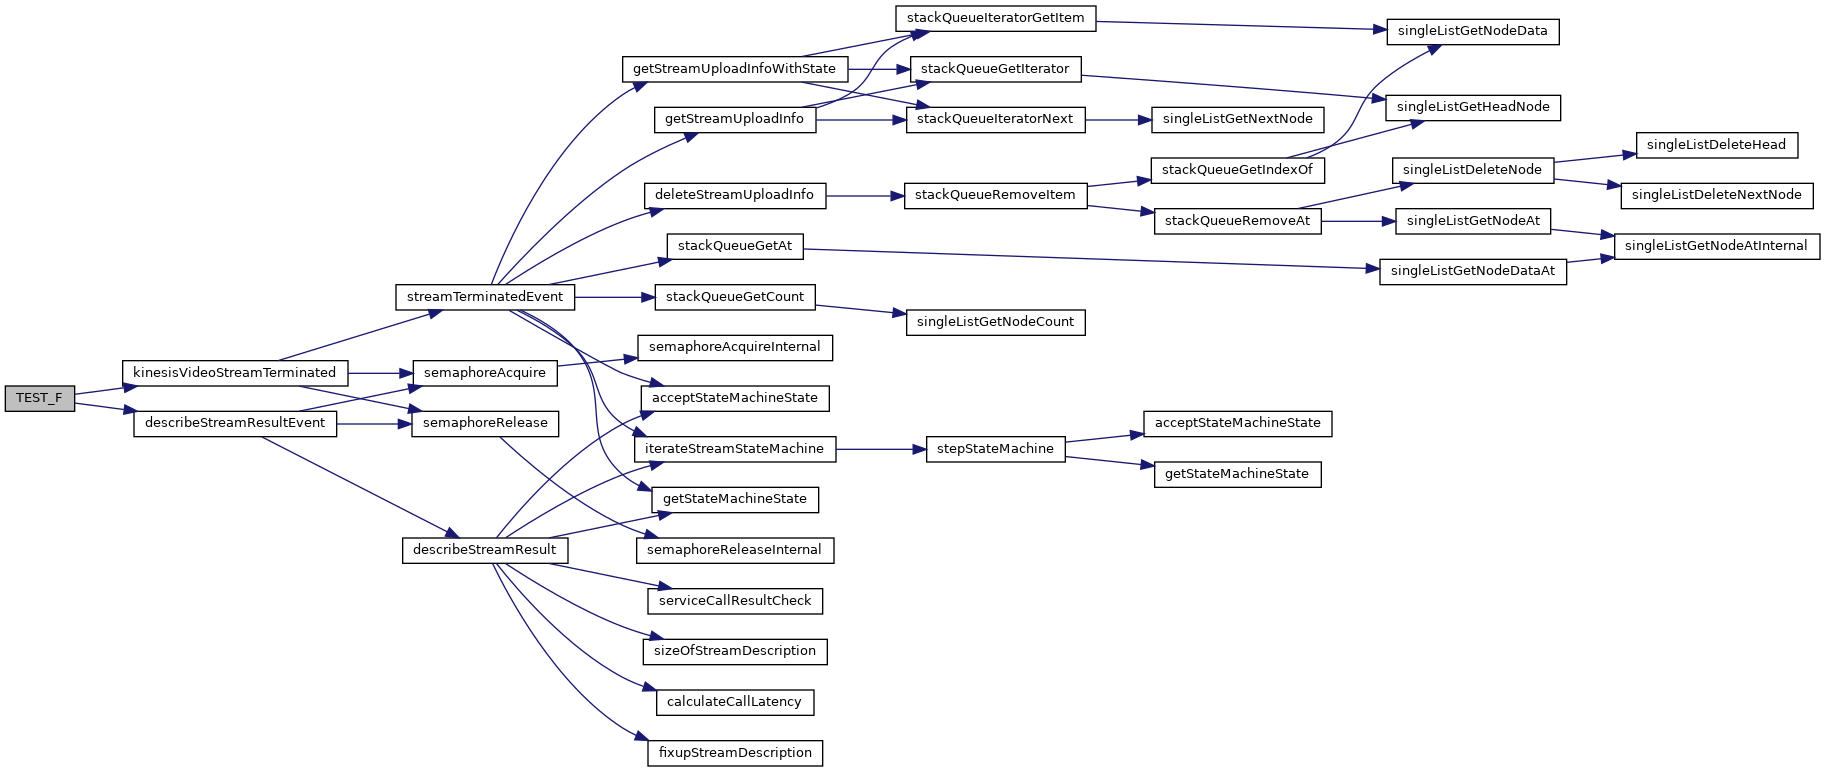 TEST_F
kinesisVideoStreamTerminated
describeStreamResultEvent
streamTerminatedEvent
semaphoreAcquire
semaphoreRelease
describeStreamResult
getStreamUploadInfoWithState
getStreamUploadInfo
deleteStreamUploadInfo
stackQueueGetAt
stackQueueGetCount
semaphoreAcquireInternal
acceptStateMachineState
iterateStreamStateMachine
getStateMachineState
semaphoreReleaseInternal
serviceCallResultCheck
sizeOfStreamDescription
calculateCallLatency
fixupStreamDescription
stackQueueIteratorGetItem
stackQueueGetIterator
stackQueueIteratorNext
stackQueueRemoveItem
singleListGetNodeCount
stepStateMachine
singleListGetNextNode
stackQueueGetIndexOf
stackQueueRemoveAt
acceptStateMachineState
getStateMachineState
singleListGetNodeData
singleListGetHeadNode
singleListDeleteNode
singleListGetNodeAt
singleListGetNodeDataAt
singleListDeleteHead
singleListDeleteNextNode
singleListGetNodeAtInternal